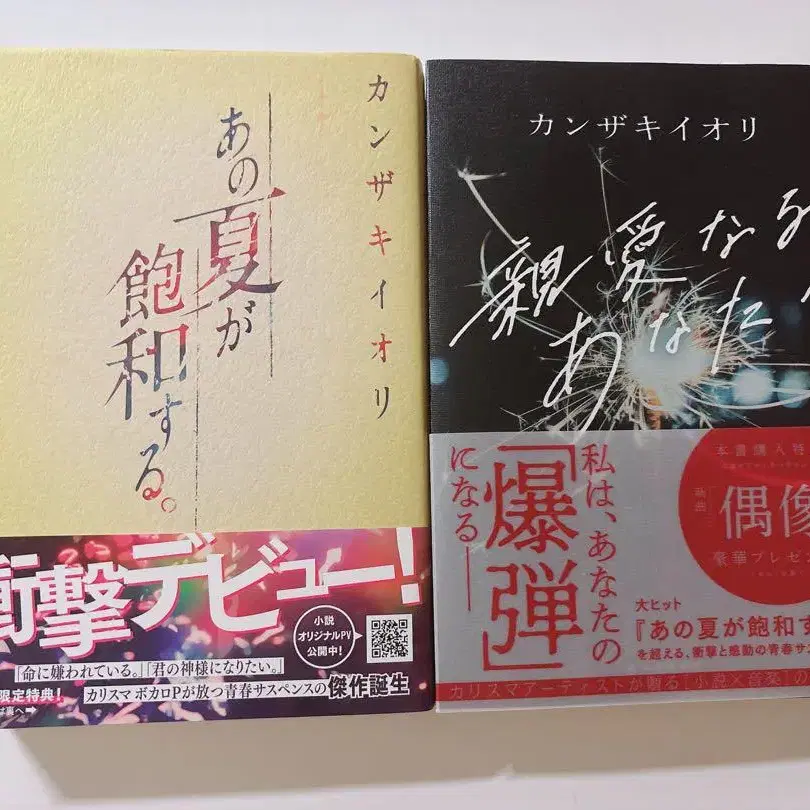 カンザキイオリ
あの夏が
飽和する。
衝撃デビュー!
小説
オリジナルPV
公開中!
「命に嫌われている。」「君の神様になりたい。」
カリスマ ボカロPが放つ青春サスペンスの傑作誕生
限定特典!
カンザキイオリ
親愛なる
あなた
私は、あなたの
「爆弾」
になる――
本書購入特
歌曲「
偶像
豪華プレゼン
大ヒット
『あの夏が飽和す
を超える、衝撃と感動の青春サン
カリスマアーティストが贈る「小説×音楽」の